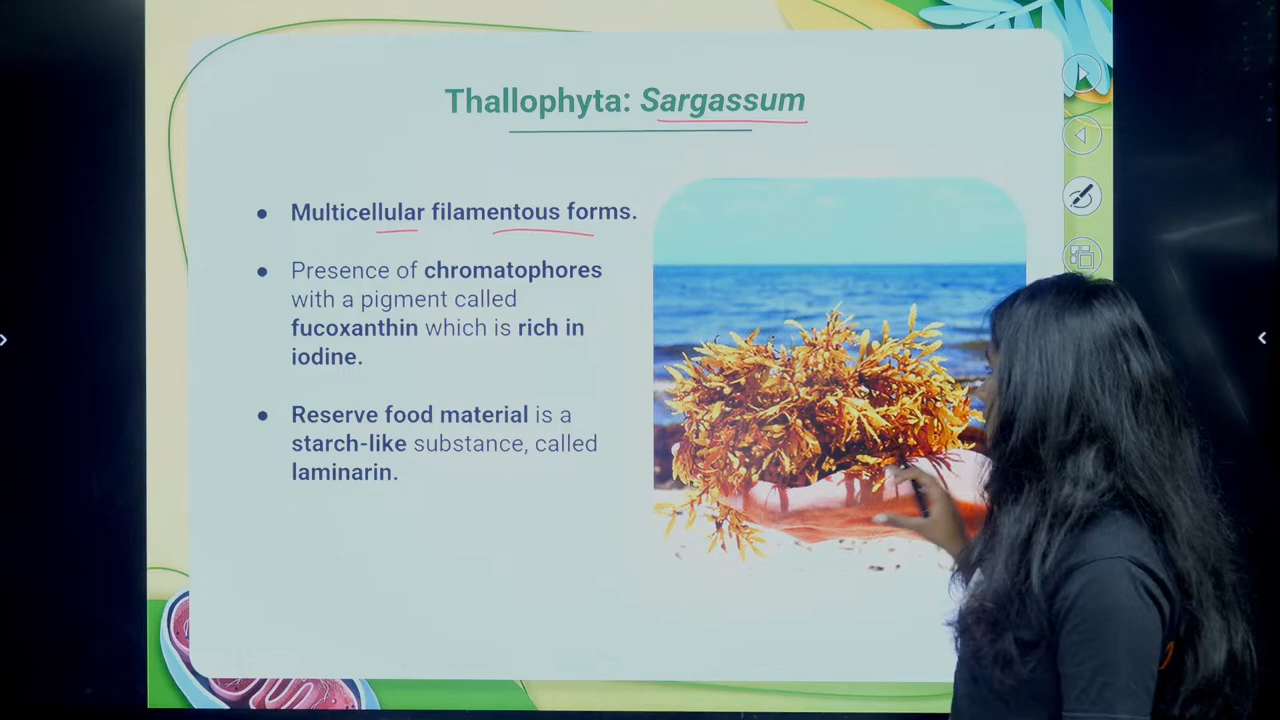 Thallophyta: Sargassum
● Multicellular filamentous forms.
● Presence of chromatophores
with a pigment called
fucoxanthin which is rich in
iodine.
● Reserve food material is a
starch-like substance, called
laminarin.